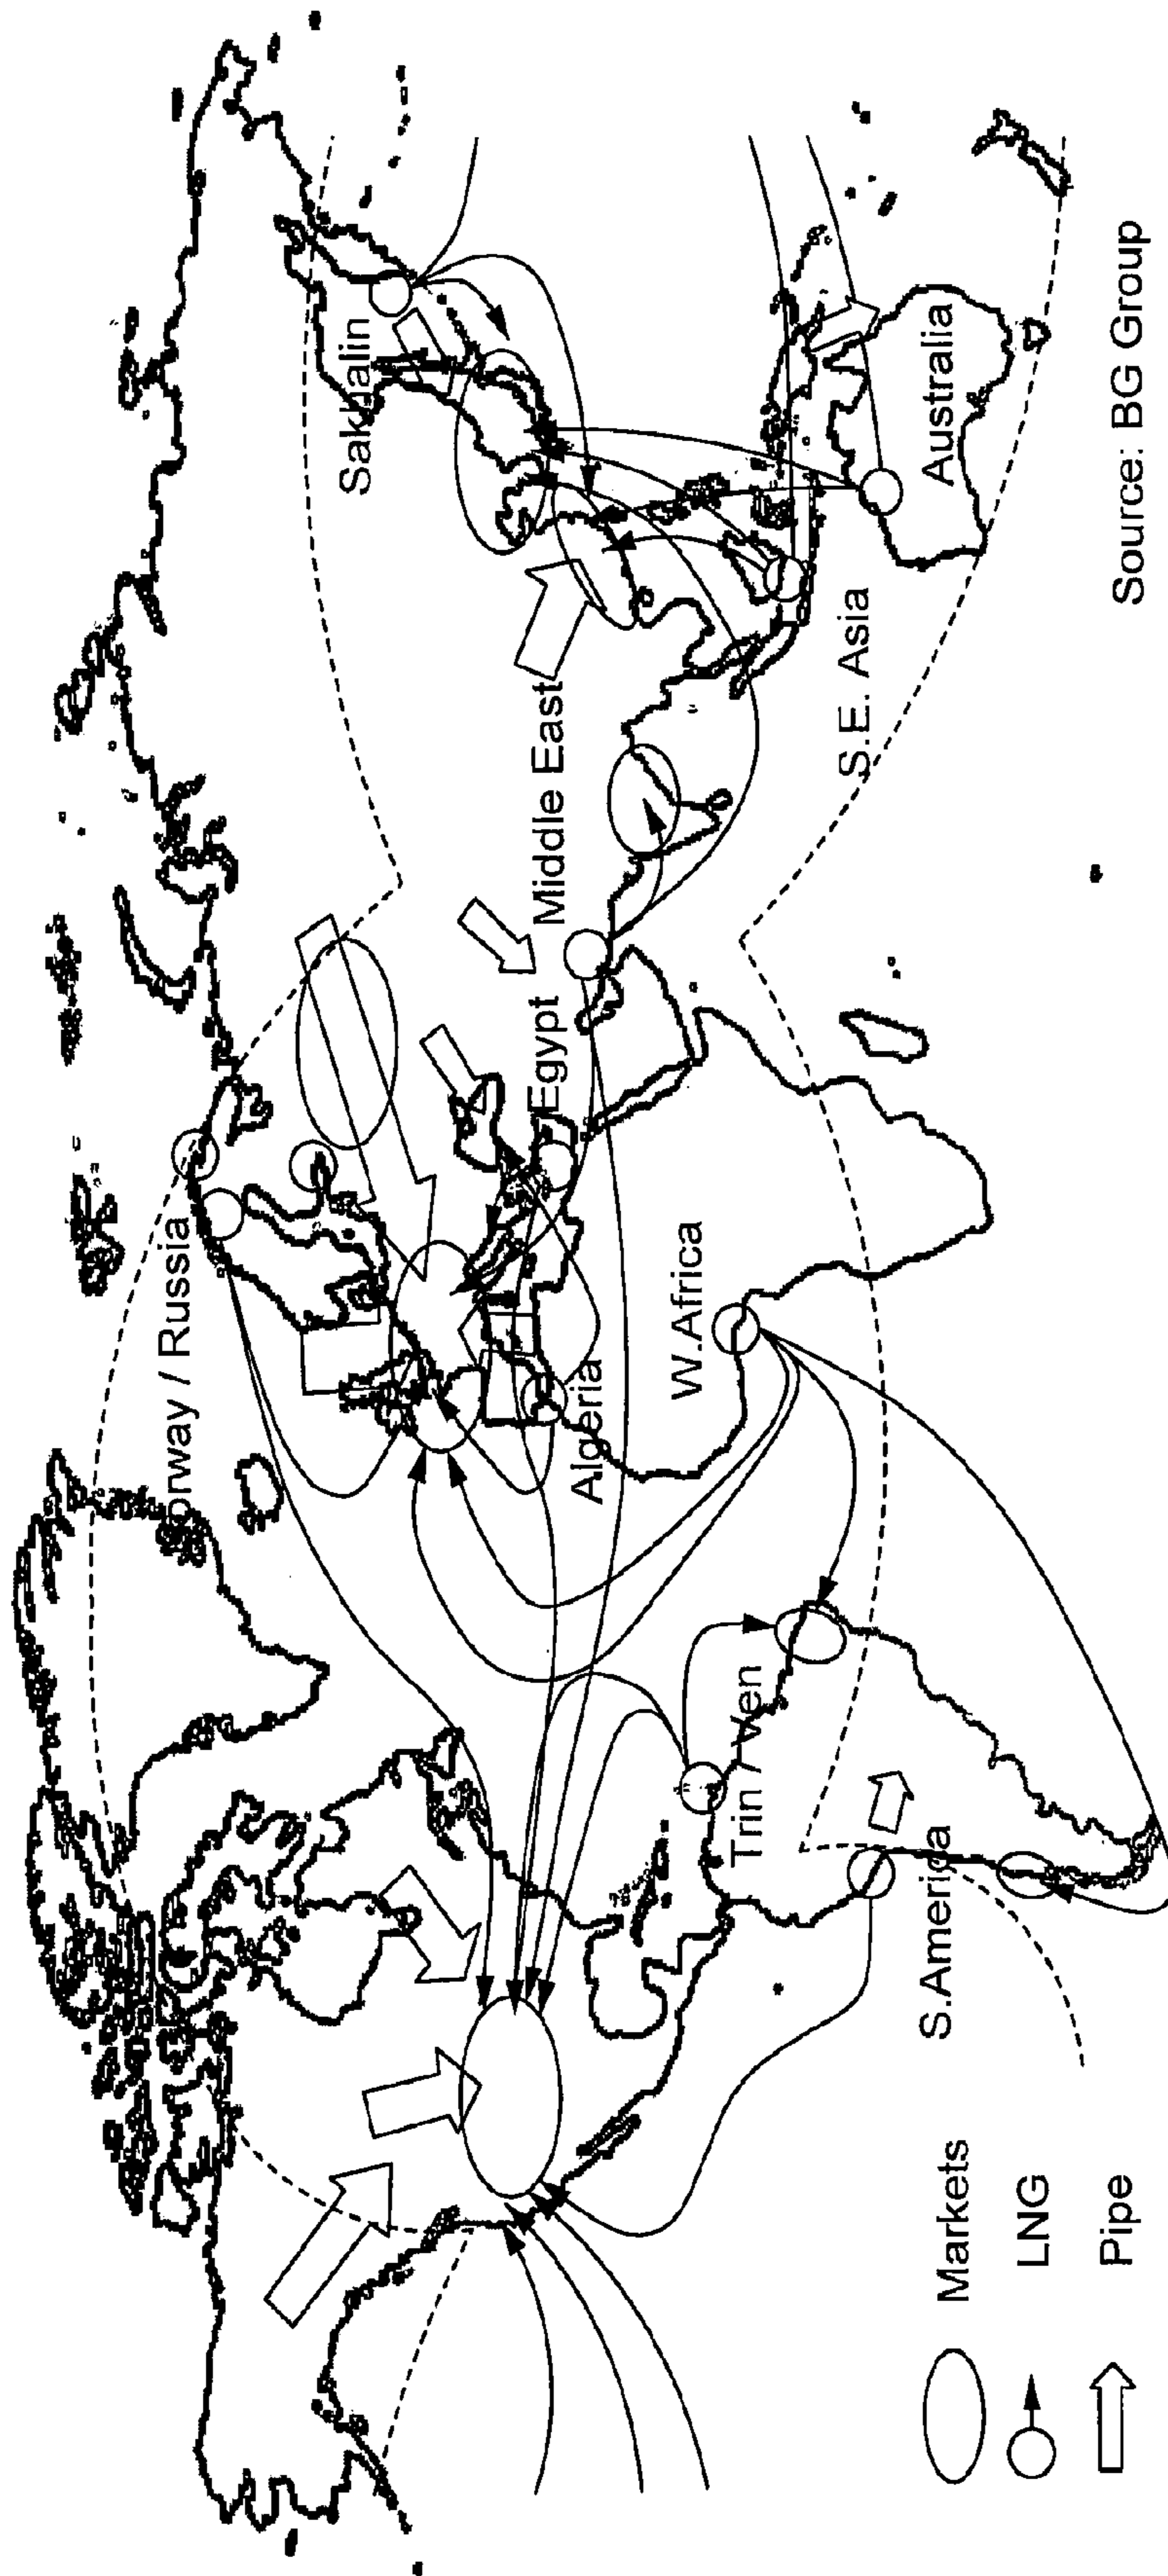 Norway / Russia
Sakhalin
Middle East
Egypt
Algeria
W.Africa
Trin / Ven
S.E. Asia
S.America
Australia
Markets
LNG
Pipe
Source: BG Group